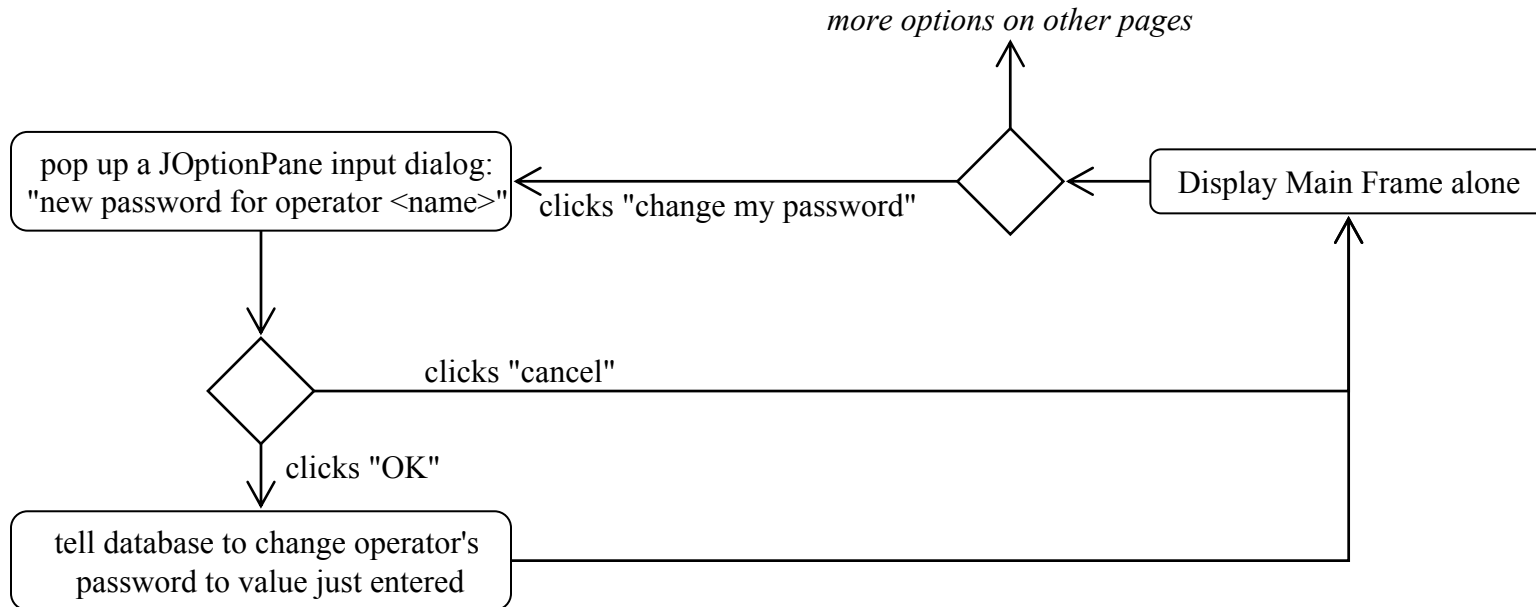 more options on other pages
pop up a JOptionPane input dialog:
"new password for operator <name>"
clicks "change my password"
Display Main Frame alone
clicks "cancel"
clicks "OK"
tell database to change operator's
password to value just entered